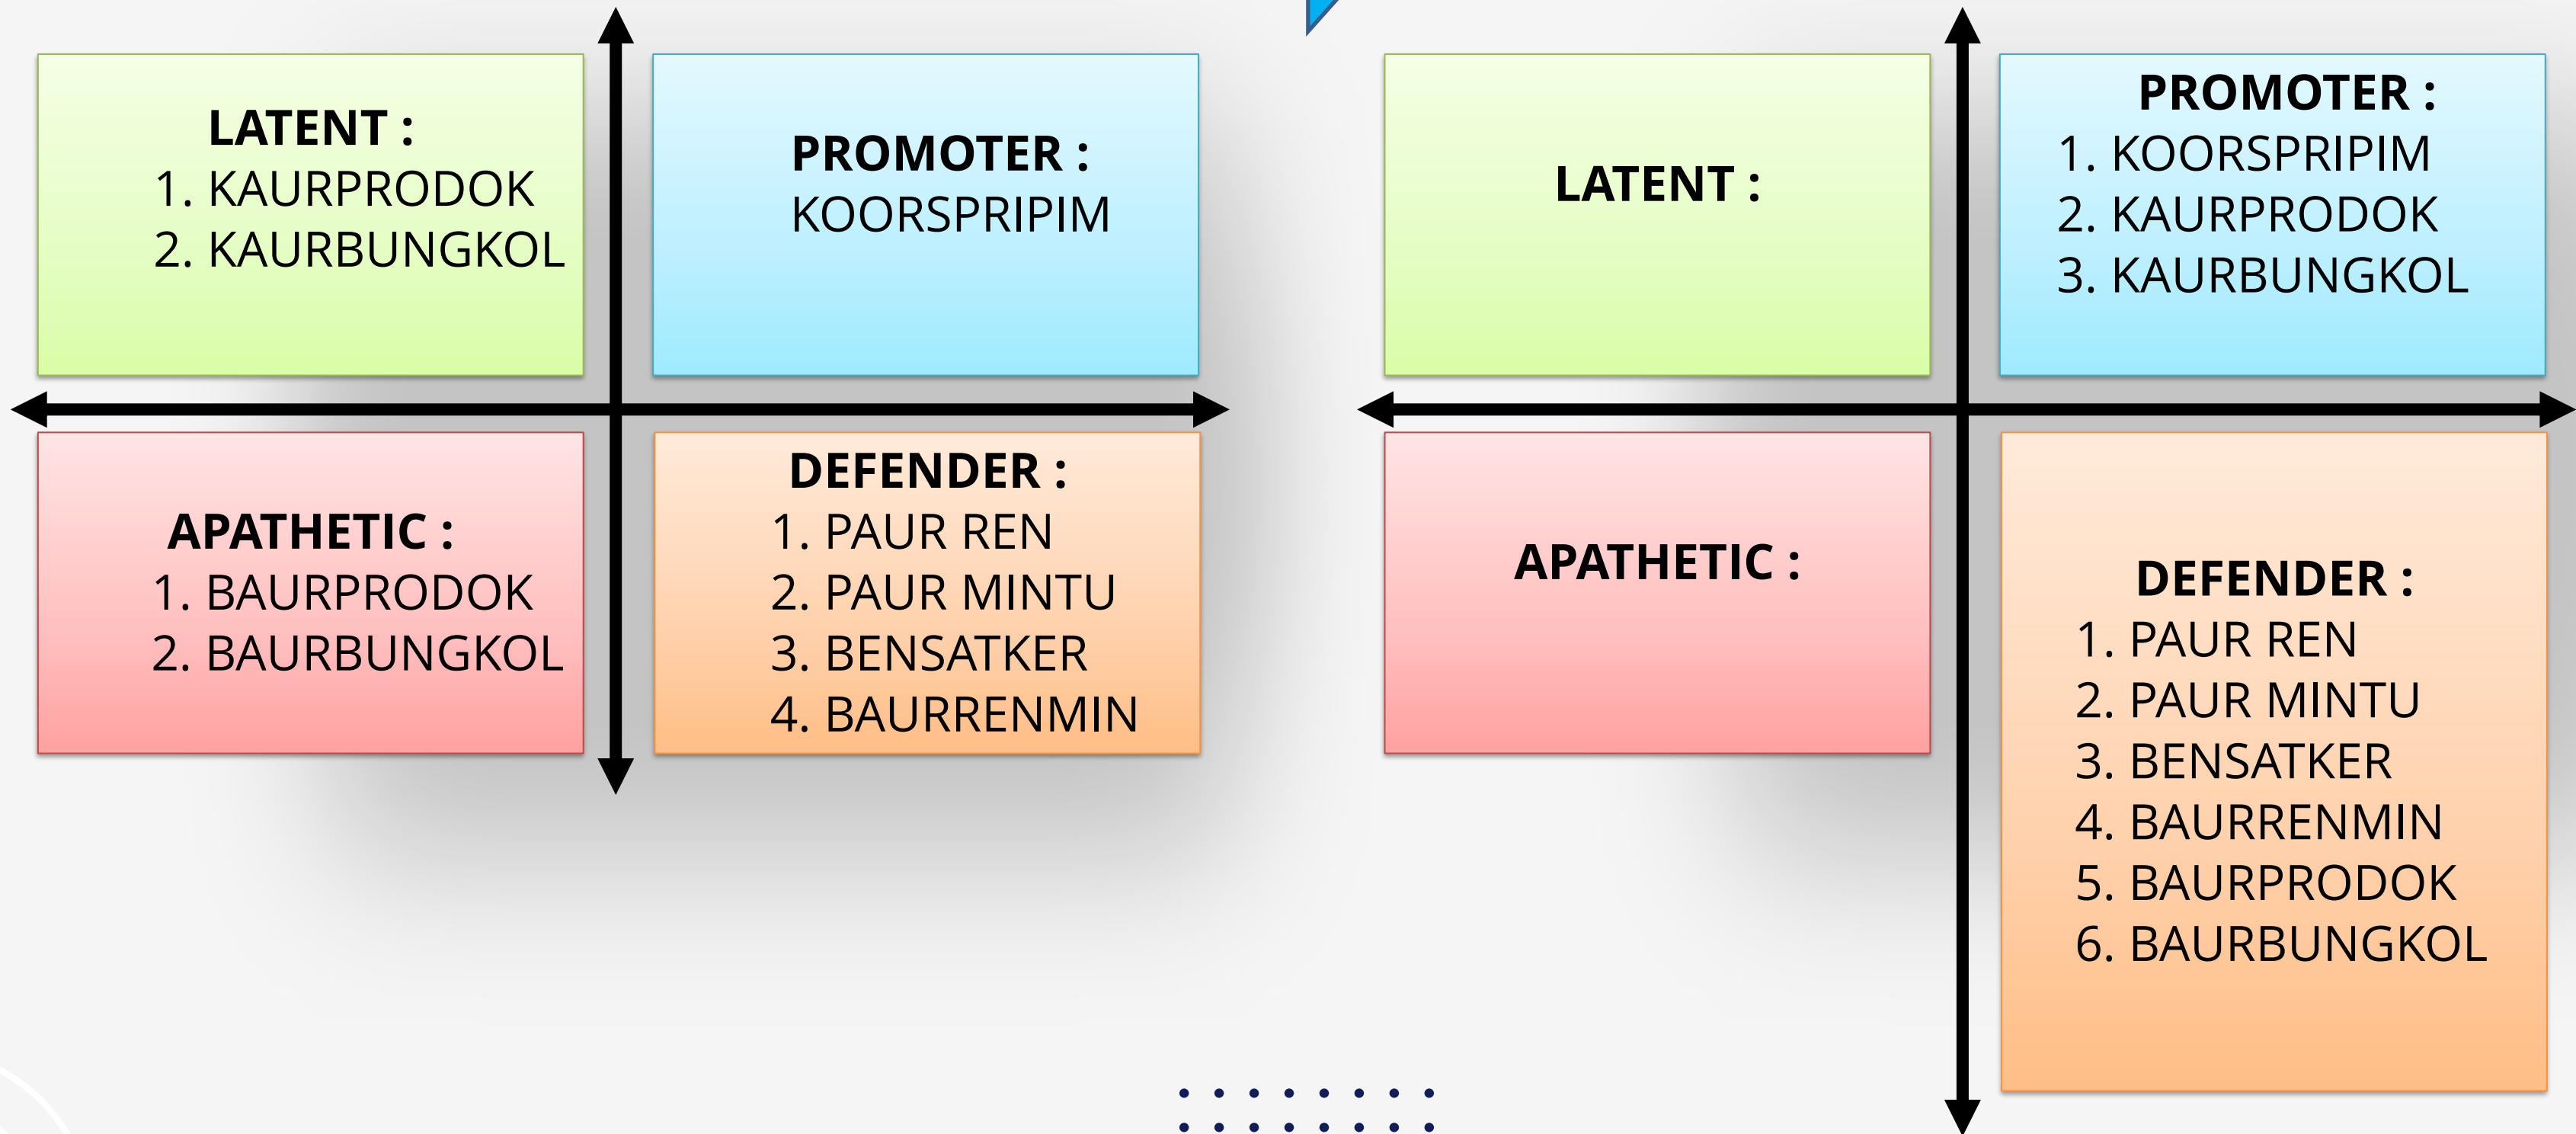 LATENT :
1. KAURPRODOK
2. KAURBUNGKOL
PROMOTER :
KOORSPRIPIM
APATHETIC :
1. BAURPRODOK
2. BAURBUNGKOL
DEFENDER :
1. PAUR REN
2. PAUR MINTU
3. BENSATKER
4. BAURRENMIN
LATENT :
PROMOTER :
1. KOORSPRIPIM
2. KAURPRODOK
3. KAURBUNGKOL
APATHETIC :
DEFENDER :
1. PAUR REN
2. PAUR MINTU
3. BENSATKER
4. BAURRENMIN
5. BAURPRODOK
6. BAURBUNGKOL